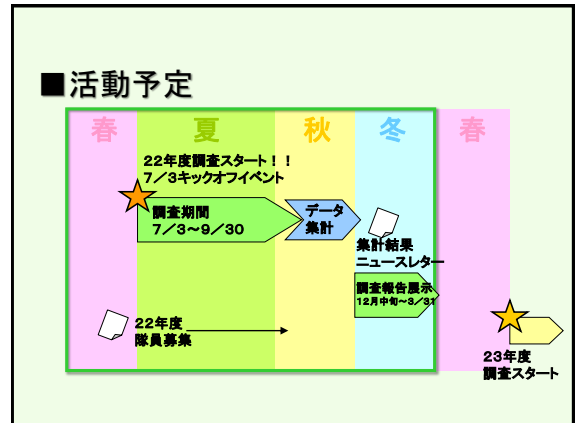 ■活動予定
春 夏 秋 冬 春
22年度調査スタート！！
7／3キックオフイベント
調査期間
7／3～9／30
データ
集計
集計結果
ニュースレター
調査報告展示
12月中旬～3／31
22年度
隊員募集
23年度
調査スタート